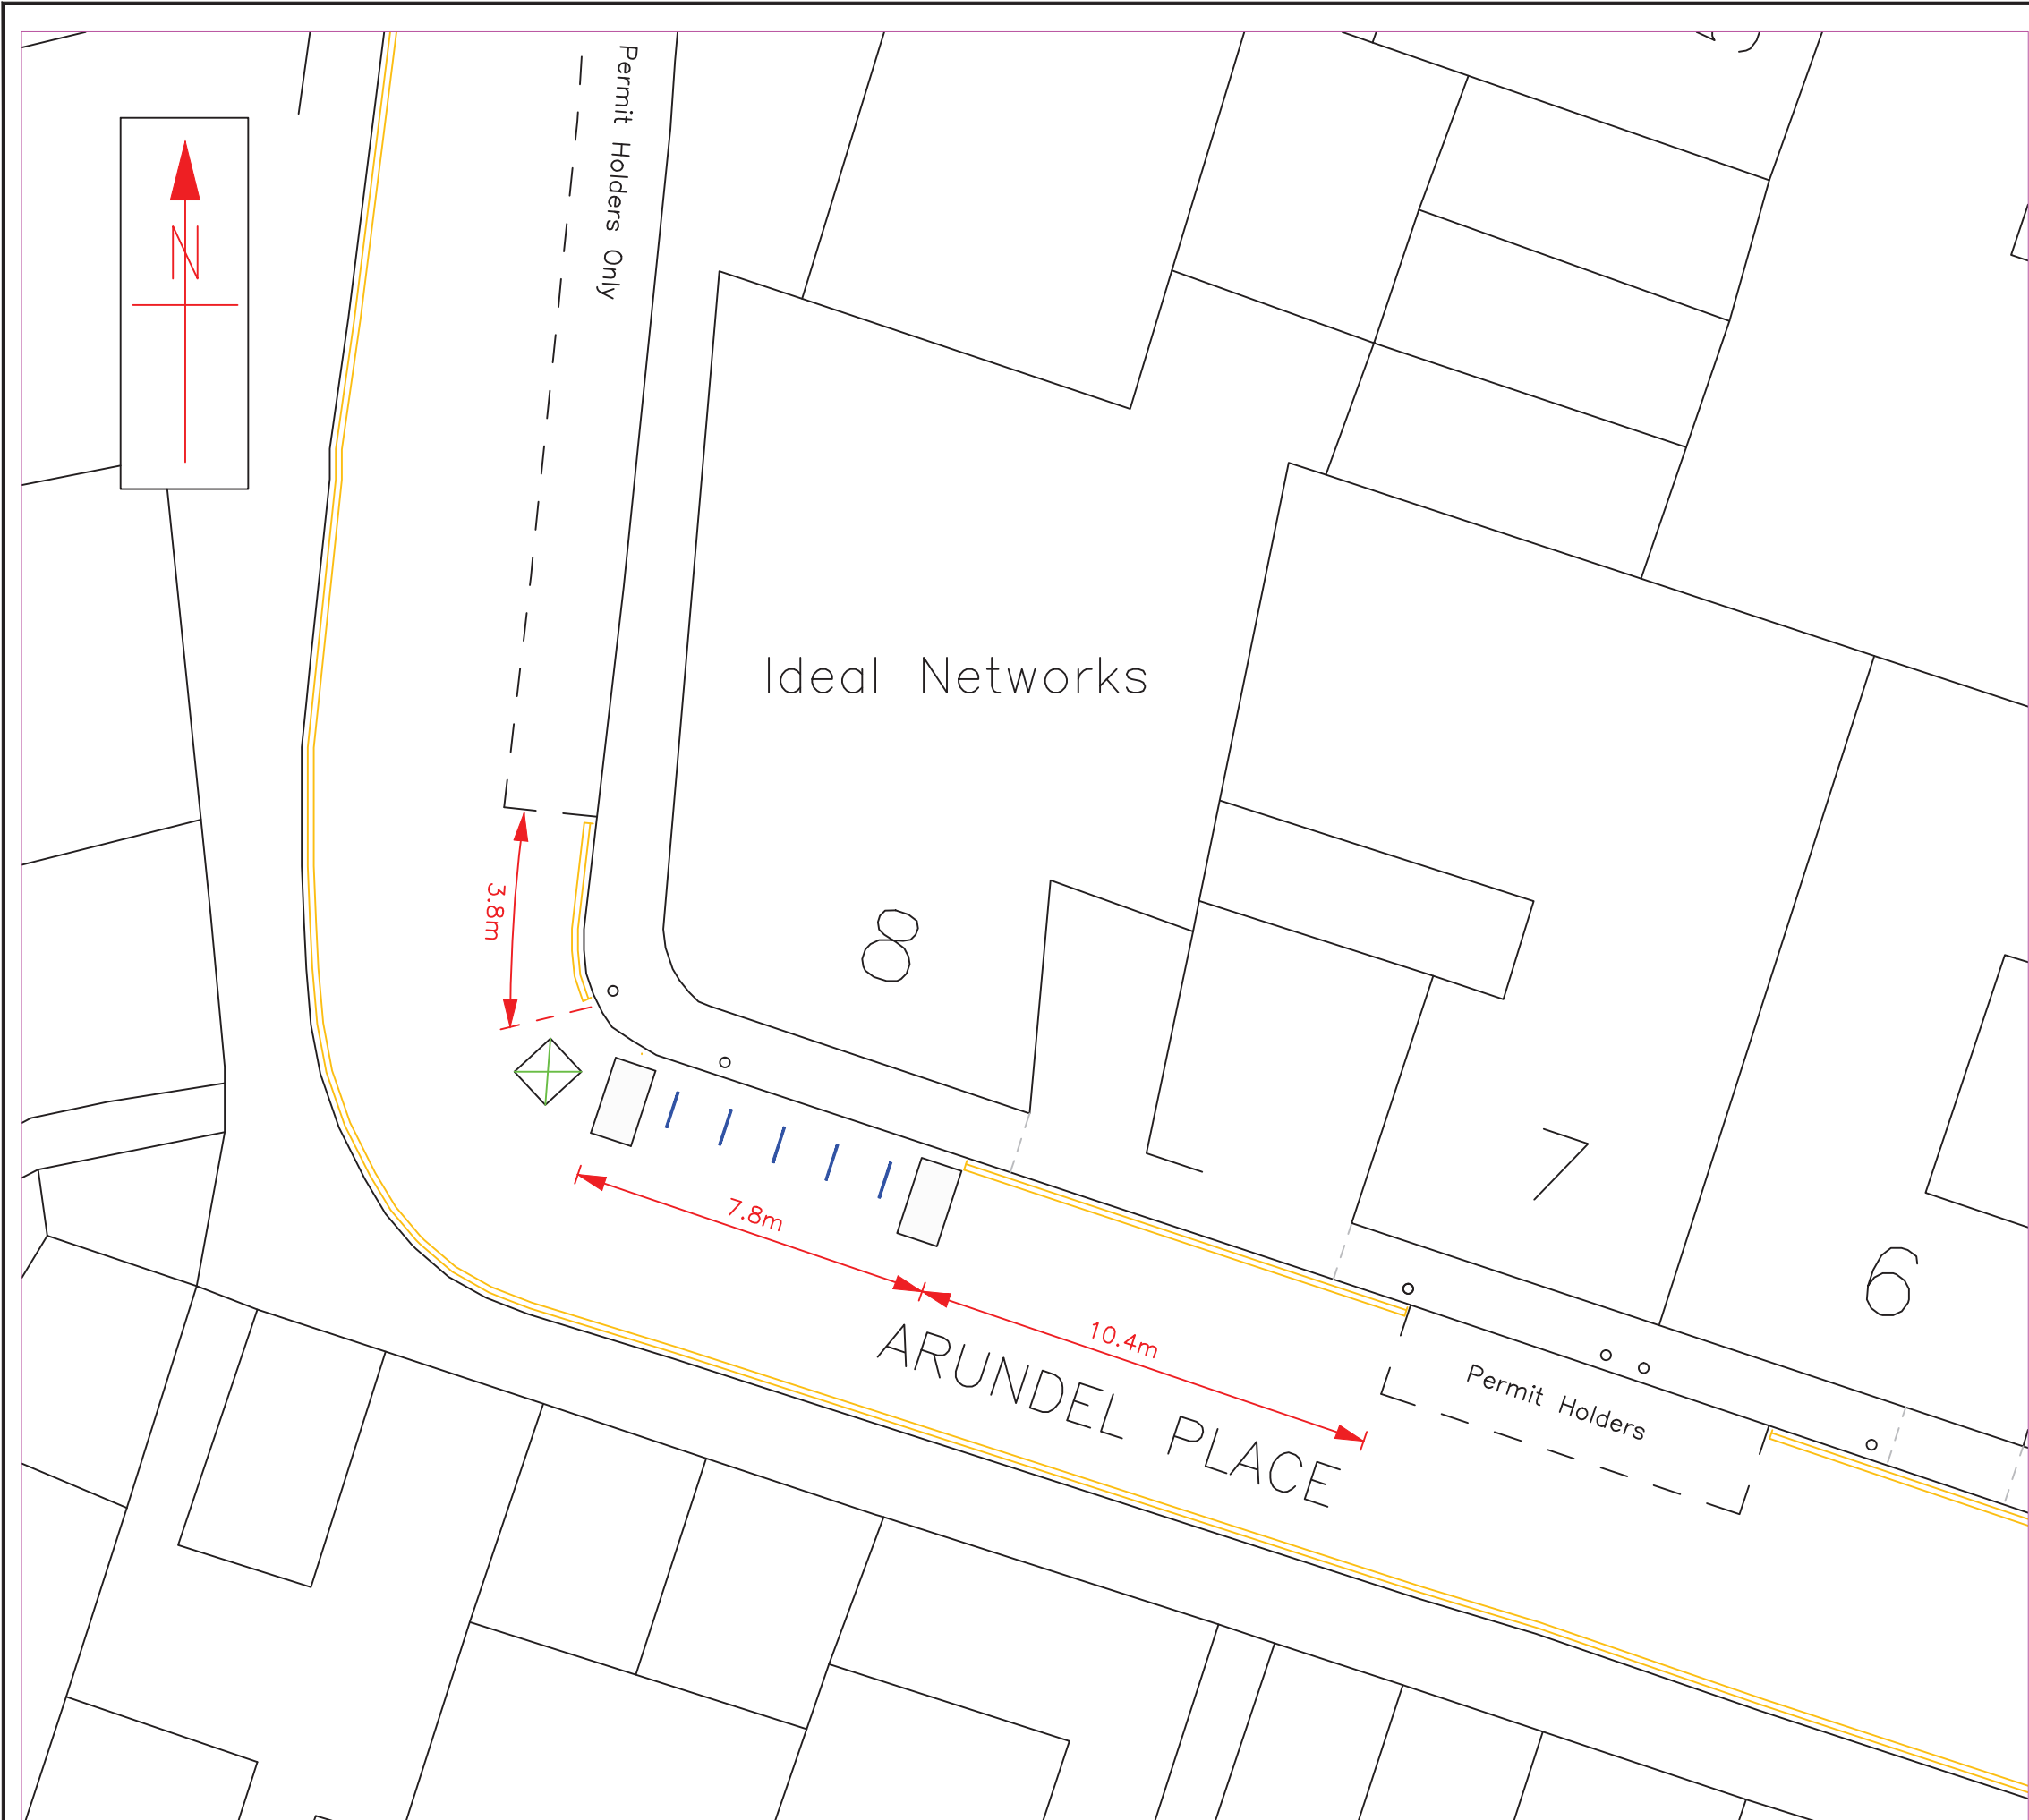 Permit Holders Only
N
Ideal Networks
3.8m
8
7
7.8m
6
10.4m
ARUNDEL PLACE
Permit Holders